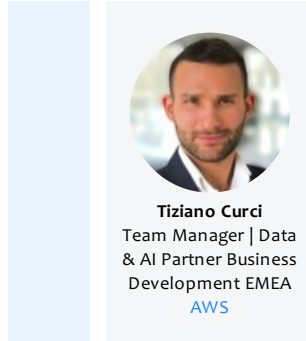 Tiziano Curci
Team Manager | Data
& AI Partner Business
Development EMEA
AWS